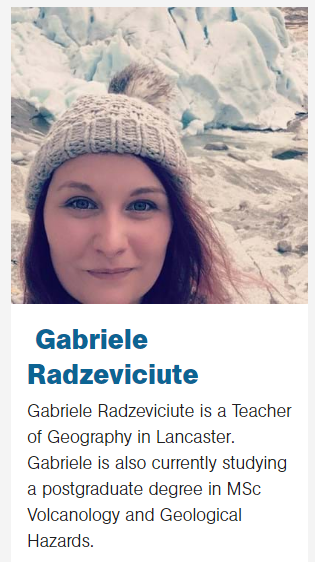 Gabriele
Radzeviciute
Gabriele Radzeviciute is a Teacher
of Geography in Lancaster.
Gabriele is also currently studying
a postgraduate degree in MSc
Volcanology and Geological
Hazards.